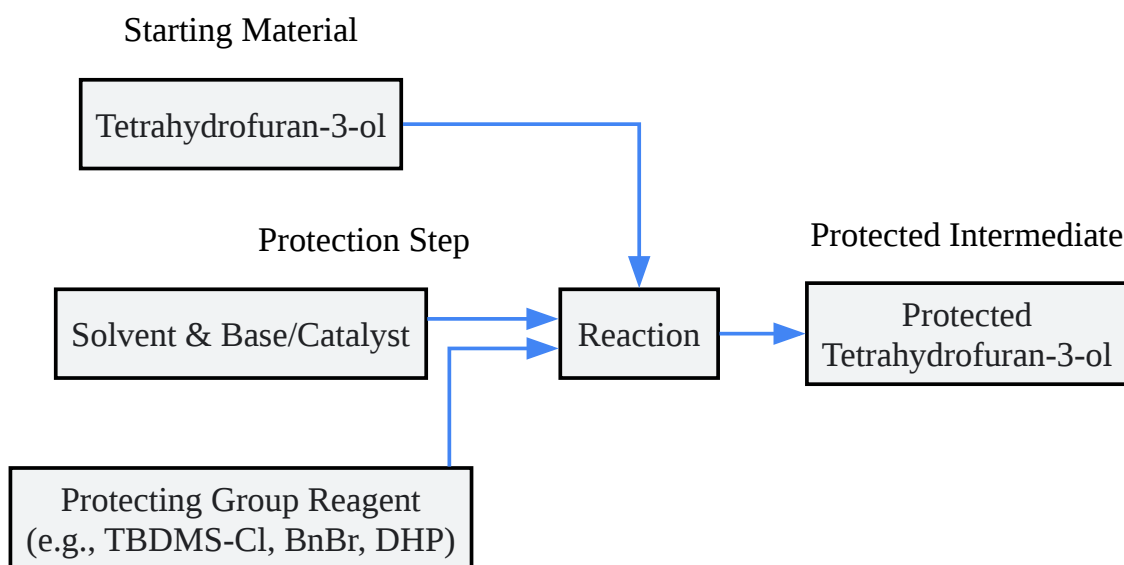 Starting Material
Tetrahydrofuran-3-ol
Protection Step
Protected Intermediate
Solvent & Base/Catalyst
Reaction
Protected
Tetrahydrofuran-3-ol
Protecting Group Reagent
(e.g., TBDMS-Cl, BnBr, DHP)